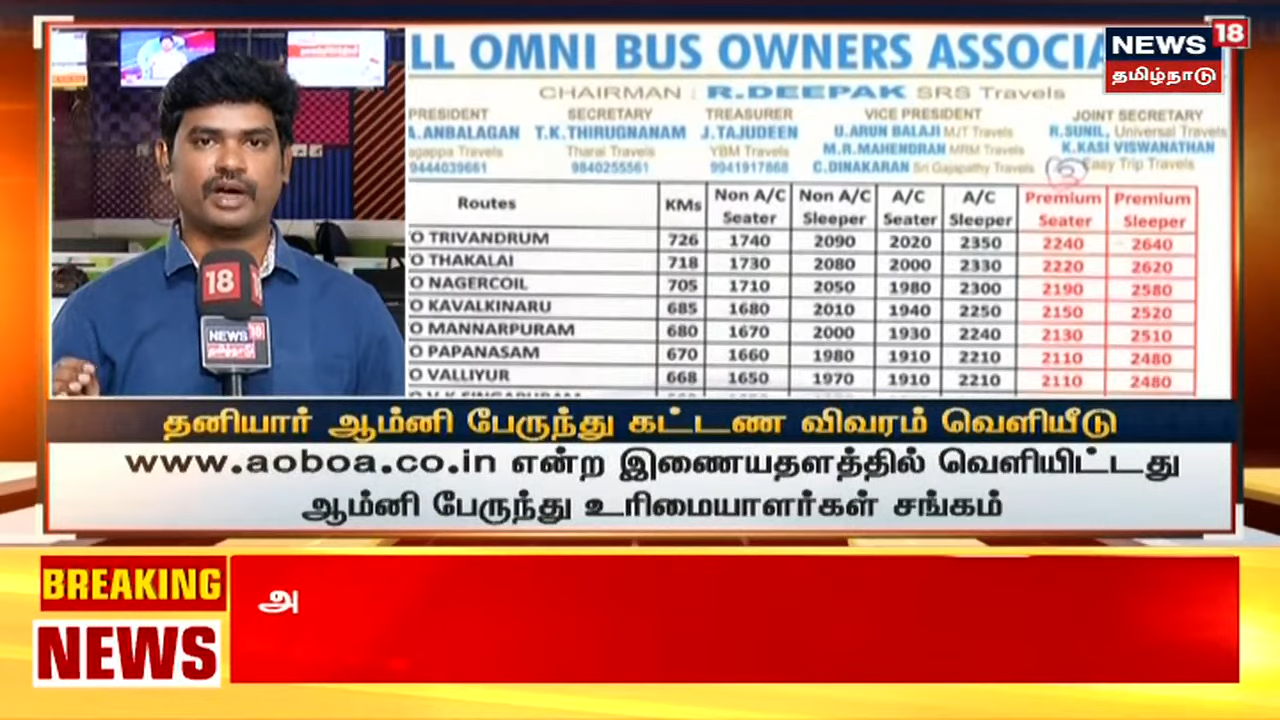 LL OMNI BUS OWNERS ASSOCIA
NEWS 18
தமிழ்நாடு
CHAIRMAN : R.DEEPAK SRS Travels
PRESIDENT SECRETARY TREASURER VICE PRESIDENT JOINT SECRETARY
A.ANBALAGAN T.K.THIRUGNANAM J.TAJUDEEN U.ARUN BALAJI MJT Travels R.SUNIL, Universal Travels
agappa Travels Tharai Travels YBM Travels M.R.MAHENDRAN MRM Travels K.KASI VISWANATHAN
9444039661 9840255561 9941917868 C.DINAKARAN Sri Gajapathy Travels Easy Trip Travels
Routes KMs Non A/C Seater Non A/C Sleeper A/C Seater A/C Sleeper Premium Seater Premium Sleeper
O TRIVANDRUM 726 1740 2090 2020 2350 2240 2640
O THAKALAI 718 1730 2080 2000 2330 2220 2620
O NAGERCOIL 705 1710 2050 1980 2300 2190 2580
O KAVALKINARU 685 1680 2010 1940 2250 2150 2520
O MANNARPURAM 680 1670 2000 1930 2240 2130 2510
O PAPANASAM 670 1660 1980 1910 2210 2110 2480
O VALLIYUR 668 1650 1970 1910 2210 2110 2480
18
NEWS 18
தமிழ்நாடு
தனியார் ஆம்னி பேருந்து கட்டண விவரம் வெளியீடு
www.aoboa.co.in என்ற இணையதளத்தில் வெளியிட்டது
ஆம்னி பேருந்து உரிமையாளர்கள் சங்கம்
BREAKING
NEWS
அ